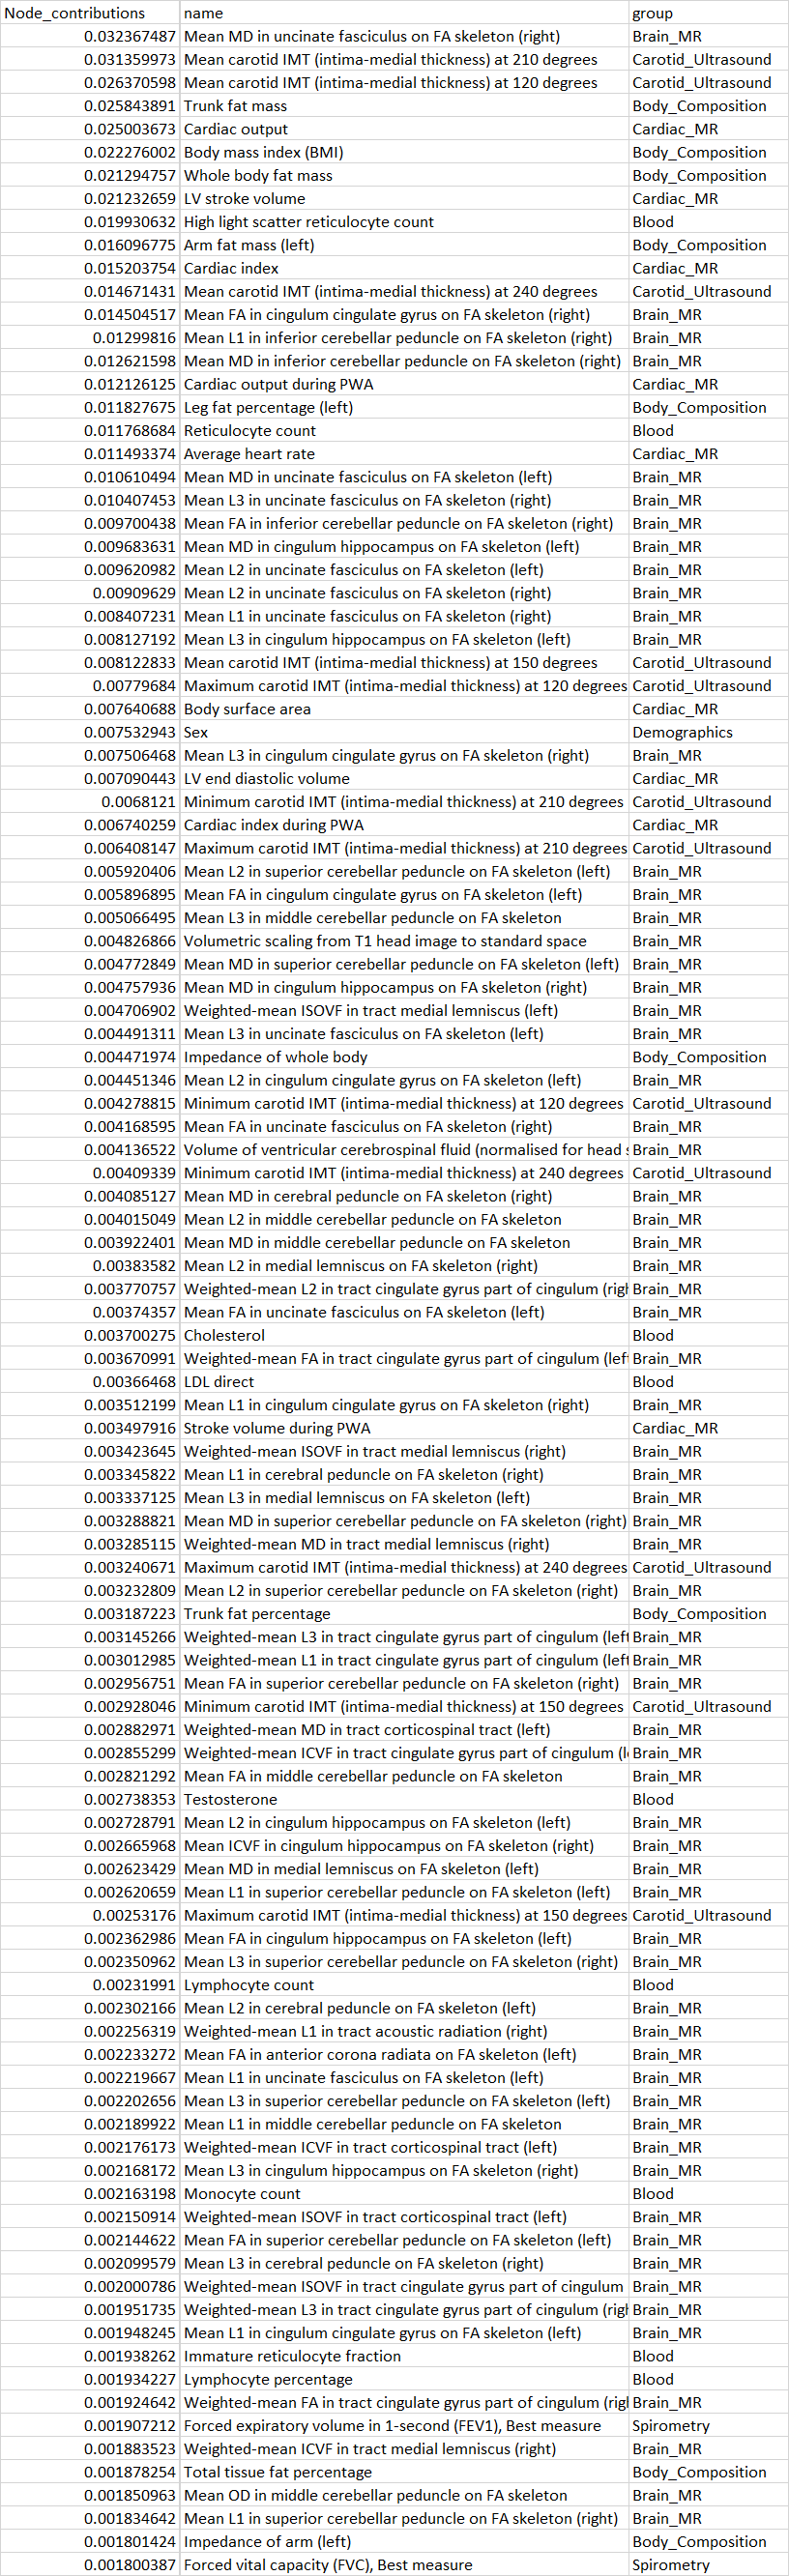 Node_contributions name group
0.032367487 Mean MD in uncinate fasciculus on FA skeleton (right) Brain_MR
0.031359973 Mean carotid IMT (intima-medial thickness) at 210 degrees Carotid_Ultrasound
0.026370598 Mean carotid IMT (intima-medial thickness) at 120 degrees Carotid_Ultrasound
0.025843891 Trunk fat mass Body_Composition
0.025003673 Cardiac output Cardiac_MR
0.022276002 Body mass index (BMI) Body_Composition
0.021294757 Whole body fat mass Body_Composition
0.021232659 LV stroke volume Cardiac_MR
0.019930632 High light scatter reticulocyte count Blood
0.016096775 Arm fat mass (left) Body_Composition
0.015203754 Cardiac index Cardiac_MR
0.014671431 Mean carotid IMT (intima-medial thickness) at 240 degrees Carotid_Ultrasound
0.014504517 Mean FA in cingulum cingulate gyrus on FA skeleton (right) Brain_MR
0.01299816 Mean L1 in inferior cerebellar peduncle on FA skeleton (right) Brain_MR
0.012621598 Mean MD in inferior cerebellar peduncle on FA skeleton (right) Brain_MR
0.012126125 Cardiac output during PWA Cardiac_MR
0.011827675 Leg fat percentage (left) Body_Composition
0.011768684 Reticulocyte count Blood
0.011493374 Average heart rate Cardiac_MR
0.010610494 Mean MD in uncinate fasciculus on FA skeleton (left) Brain_MR
0.010407453 Mean L3 in uncinate fasciculus on FA skeleton (right) Brain_MR
0.009700438 Mean FA in inferior cerebellar peduncle on FA skeleton (right) Brain_MR
0.009683631 Mean MD in cingulum hippocampus on FA skeleton (left) Brain_MR
0.009620982 Mean L2 in uncinate fasciculus on FA skeleton (left) Brain_MR
0.00909629 Mean L2 in uncinate fasciculus on FA skeleton (right) Brain_MR
0.008407231 Mean L1 in uncinate fasciculus on FA skeleton (right) Brain_MR
0.008127192 Mean L3 in cingulum hippocampus on FA skeleton (left) Brain_MR
0.008122833 Mean carotid IMT (intima-medial thickness) at 150 degrees Carotid_Ultrasound
0.00779684 Maximum carotid IMT (intima-medial thickness) at 120 degrees Carotid_Ultrasound
0.007640688 Body surface area Cardiac_MR
0.007532943 Sex Demographics
0.007506468 Mean L3 in cingulum cingulate gyrus on FA skeleton (right) Brain_MR
0.007090443 LV end diastolic volume Cardiac_MR
0.0068121 Minimum carotid IMT (intima-medial thickness) at 210 degrees Carotid_Ultrasound
0.006740259 Cardiac index during PWA Cardiac_MR
0.006408147 Maximum carotid IMT (intima-medial thickness) at 210 degrees Carotid_Ultrasound
0.005920406 Mean L2 in superior cerebellar peduncle on FA skeleton (left) Brain_MR
0.005896895 Mean FA in cingulum cingulate gyrus on FA skeleton (left) Brain_MR
0.005066495 Mean L3 in middle cerebellar peduncle on FA skeleton Brain_MR
0.004826866 Volumetric scaling from T1 head image to standard space Brain_MR
0.004772849 Mean MD in superior cerebellar peduncle on FA skeleton (left) Brain_MR
0.004757936 Mean MD in cingulum hippocampus on FA skeleton (right) Brain_MR
0.004706902 Weighted-mean ISOVF in tract medial lemniscus (left) Brain_MR
0.004491311 Mean L3 in uncinate fasciculus on FA skeleton (left) Brain_MR
0.004471974 Impedance of whole body Body_Composition
0.004451346 Mean L2 in cingulum cingulate gyrus on FA skeleton (left) Brain_MR
0.004278815 Minimum carotid IMT (intima-medial thickness) at 120 degrees Carotid_Ultrasound
0.004168595 Mean FA in uncinate fasciculus on FA skeleton (right) Brain_MR
0.004136522 Volume of ventricular cerebrospinal fluid (normalised for head s Brain_MR
0.00409339 Minimum carotid IMT (intima-medial thickness) at 240 degrees Carotid_Ultrasound
0.004085127 Mean MD in cerebral peduncle on FA skeleton (right) Brain_MR
0.004015049 Mean L2 in middle cerebellar peduncle on FA skeleton Brain_MR
0.003922401 Mean MD in middle cerebellar peduncle on FA skeleton Brain_MR
0.00383582 Mean L2 in medial lemniscus on FA skeleton (right) Brain_MR
0.003770757 Weighted-mean L2 in tract cingulate gyrus part of cingulum (righ Brain_MR
0.00374357 Mean FA in uncinate fasciculus on FA skeleton (left) Brain_MR
0.003700275 Cholesterol Blood
0.003670991 Weighted-mean FA in tract cingulate gyrus part of cingulum (left Brain_MR
0.00366468 LDL direct Blood
0.003512199 Mean L1 in cingulum cingulate gyrus on FA skeleton (right) Brain_MR
0.003497916 Stroke volume during PWA Cardiac_MR
0.003423645 Weighted-mean ISOVF in tract medial lemniscus (right) Brain_MR
0.003345822 Mean L1 in cerebral peduncle on FA skeleton (right) Brain_MR
0.003337125 Mean L3 in medial lemniscus on FA skeleton (left) Brain_MR
0.003288821 Mean MD in superior cerebellar peduncle on FA skeleton (right) Brain_MR
0.003285115 Weighted-mean MD in tract medial lemniscus (right) Brain_MR
0.003240671 Maximum carotid IMT (intima-medial thickness) at 240 degrees Carotid_Ultrasound
0.003232809 Mean L2 in superior cerebellar peduncle on FA skeleton (right) Brain_MR
0.003187223 Trunk fat percentage Body_Composition
0.003145266 Weighted-mean L3 in tract cingulate gyrus part of cingulum (left Brain_MR
0.003012985 Weighted-mean L1 in tract cingulate gyrus part of cingulum (left Brain_MR
0.002956751 Mean FA in superior cerebellar peduncle on FA skeleton (right) Brain_MR
0.002928046 Minimum carotid IMT (intima-medial thickness) at 150 degrees Carotid_Ultrasound
0.002882971 Weighted-mean MD in tract corticospinal tract (left) Brain_MR
0.002855299 Weighted-mean ICVF in tract cingulate gyrus part of cingulum (l Brain_MR
0.002821292 Mean FA in middle cerebellar peduncle on FA skeleton Brain_MR
0.002738353 Testosterone Blood
0.002728791 Mean L2 in cingulum hippocampus on FA skeleton (left) Brain_MR
0.002665968 Mean ICVF in cingulum hippocampus on FA skeleton (right) Brain_MR
0.002623429 Mean MD in medial lemniscus on FA skeleton (left) Brain_MR
0.002620659 Mean L1 in superior cerebellar peduncle on FA skeleton (left) Brain_MR
0.00253176 Maximum carotid IMT (intima-medial thickness) at 150 degrees Carotid_Ultrasound
0.002362986 Mean FA in cingulum hippocampus on FA skeleton (left) Brain_MR
0.002350962 Mean L3 in superior cerebellar peduncle on FA skeleton (right) Brain_MR
0.00231991 Lymphocyte count Blood
0.002302166 Mean L2 in cerebral peduncle on FA skeleton (left) Brain_MR
0.002256319 Weighted-mean L1 in tract acoustic radiation (right) Brain_MR
0.002233272 Mean FA in anterior corona radiata on FA skeleton (left) Brain_MR
0.002219667 Mean L1 in uncinate fasciculus on FA skeleton (left) Brain_MR
0.002202656 Mean L3 in superior cerebellar peduncle on FA skeleton (left) Brain_MR
0.002189922 Mean L1 in middle cerebellar peduncle on FA skeleton Brain_MR
0.002176173 Weighted-mean ICVF in tract corticospinal tract (left) Brain_MR
0.002168172 Mean L3 in cingulum hippocampus on FA skeleton (right) Brain_MR
0.002163198 Monocyte count Blood
0.002150914 Weighted-mean ISOVF in tract corticospinal tract (left) Brain_MR
0.002144622 Mean FA in superior cerebellar peduncle on FA skeleton (left) Brain_MR
0.002099579 Mean L3 in cerebral peduncle on FA skeleton (right) Brain_MR
0.002000786 Weighted-mean ISOVF in tract cingulate gyrus part of cingulum Brain_MR
0.001951735 Weighted-mean L3 in tract cingulate gyrus part of cingulum (righ Brain_MR
0.001948245 Mean L1 in cingulum cingulate gyrus on FA skeleton (left) Brain_MR
0.001938262 Immature reticulocyte fraction Blood
0.001934227 Lymphocyte percentage Blood
0.001924642 Weighted-mean FA in tract cingulate gyrus part of cingulum (rigl Brain_MR
0.001907212 Forced expiratory volume in 1-second (FEV1), Best measure Spirometry
0.001883523 Weighted-mean ICVF in tract medial lemniscus (right) Brain_MR
0.001878254 Total tissue fat percentage Body_Composition
0.001850963 Mean OD in middle cerebellar peduncle on FA skeleton Brain_MR
0.001834642 Mean L1 in superior cerebellar peduncle on FA skeleton (right) Brain_MR
0.001801424 Impedance of arm (left) Body_Composition
0.001800387 Forced vital capacity (FVC), Best measure Spirometry